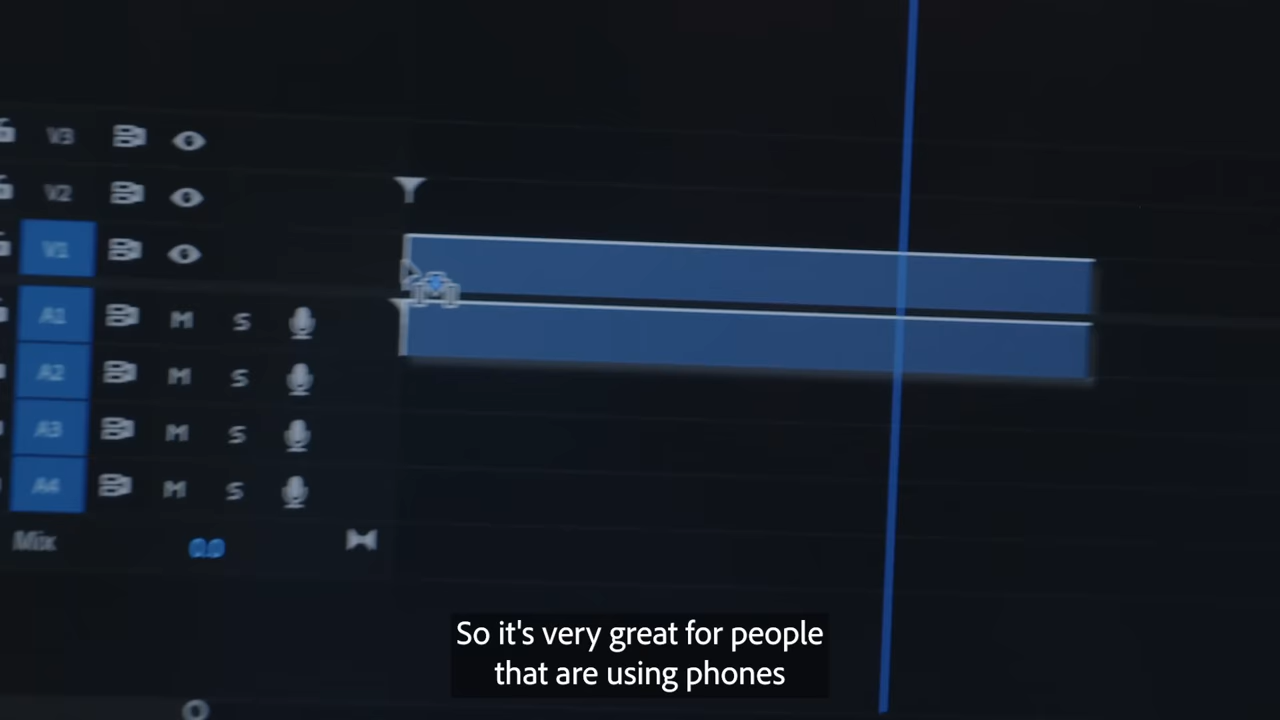 V3
V2
V1
A1 M S
A2 M S
A3 M S
A4 M S
Mix
So it's very great for people
that are using phones